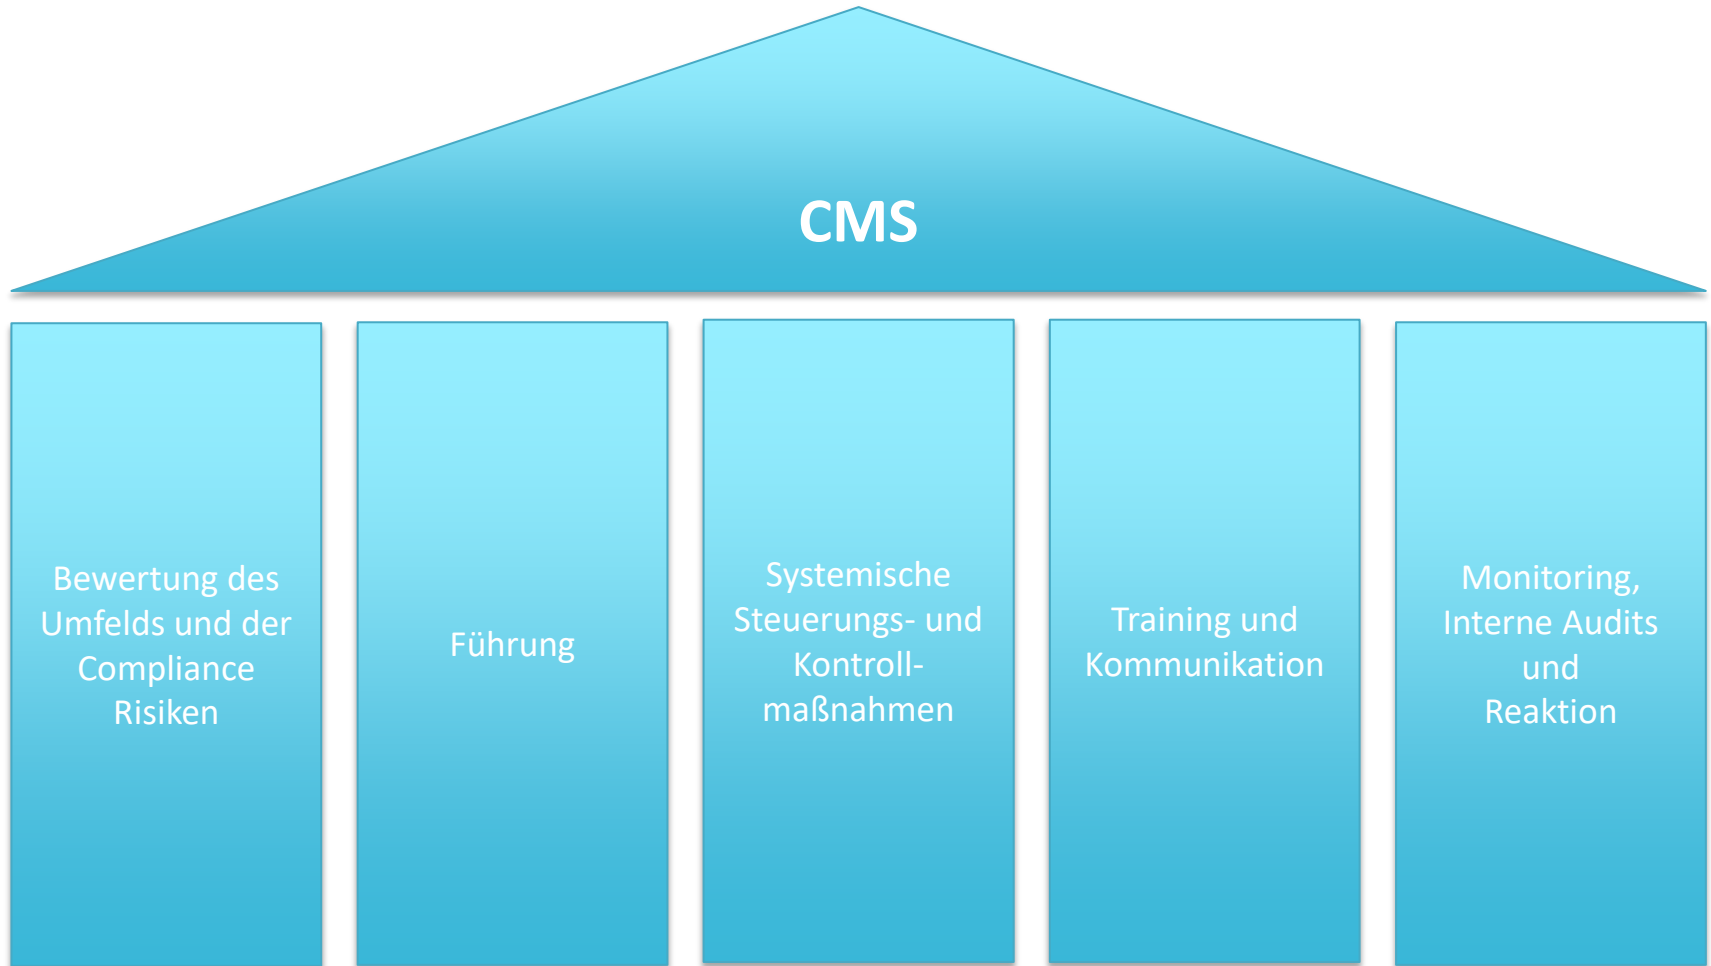 CMS
Bewertung des
Umfelds und der
Compliance
Risiken
Führung
Systemische
Steuerungs- und
Kontroll-
maßnahmen
Training und
Kommunikation
Monitoring,
Interne Audits
und
Reaktion